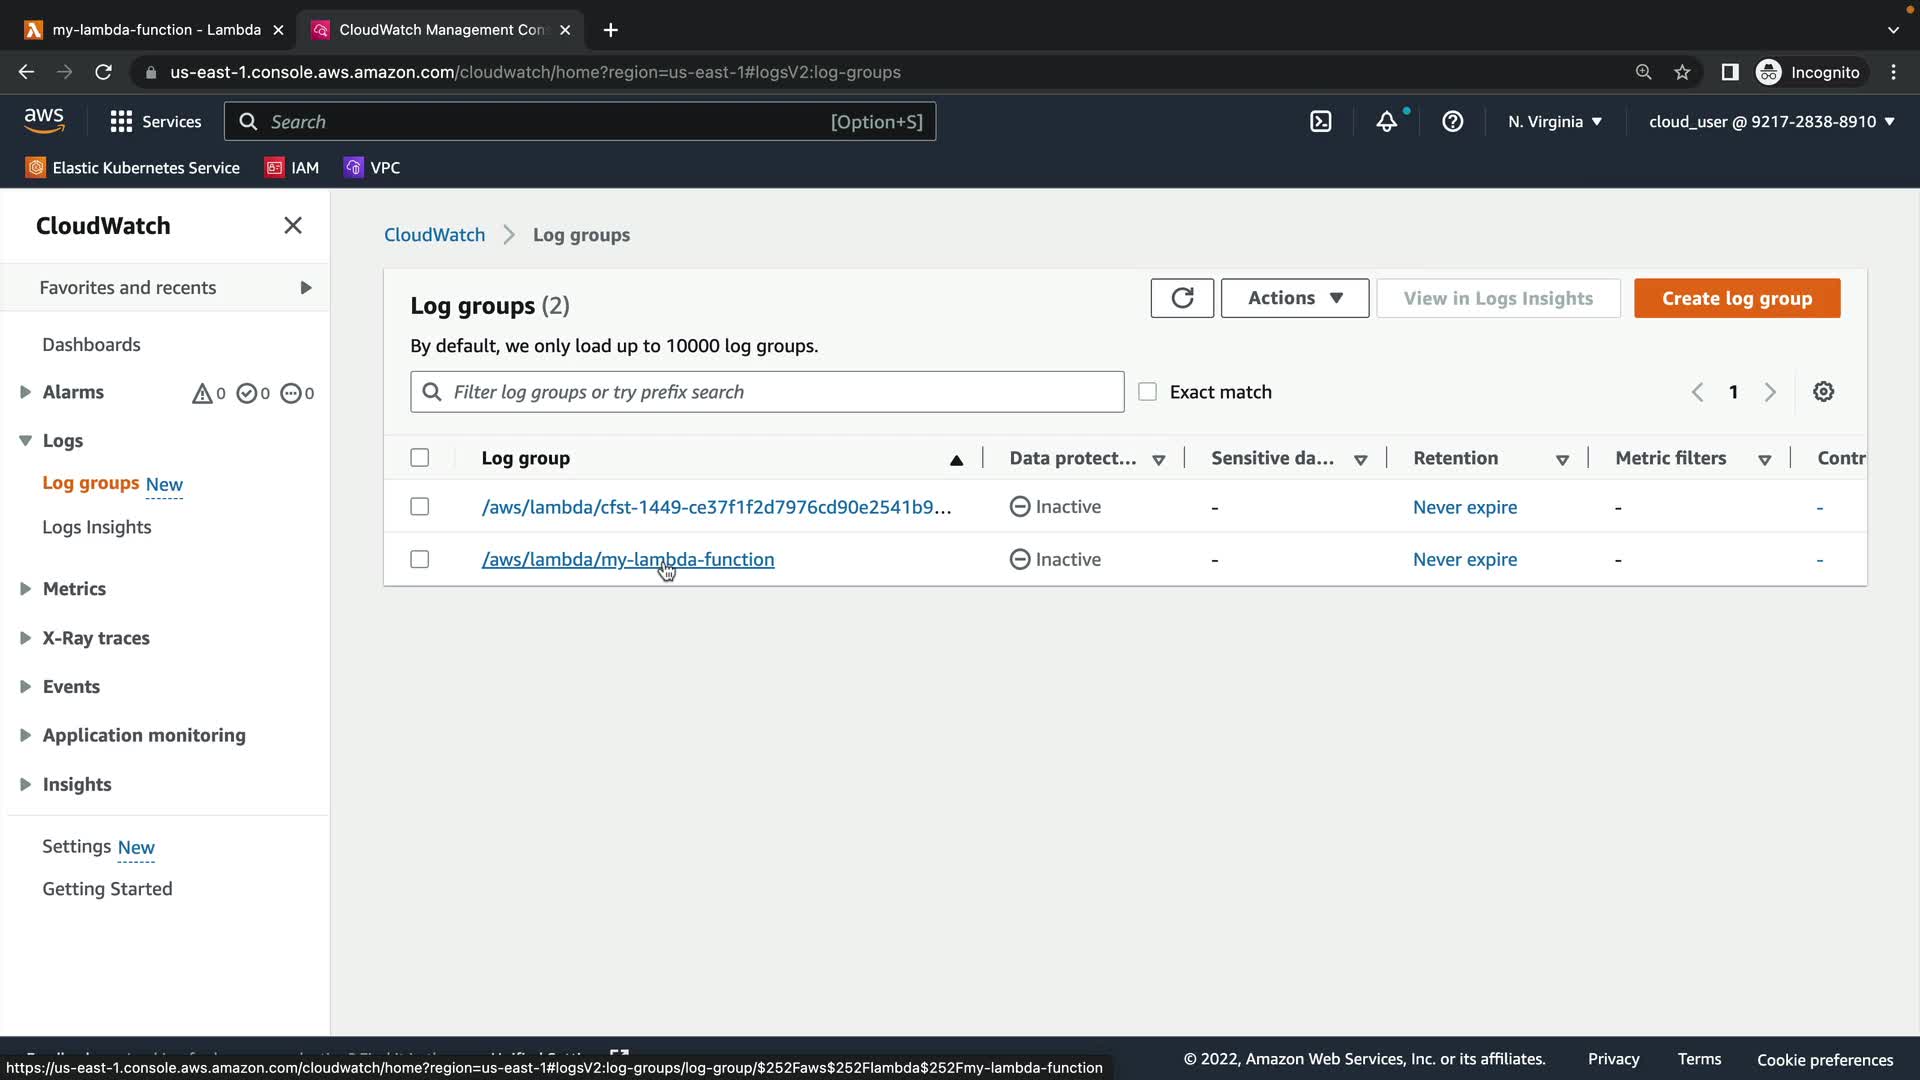 my-lambda-function - Lambda
CloudWatch Management Con
us-east-1.console.aws.amazon.com/cloudwatch/home?region=us-east-1#logsV2:log-groups
Incognito
aws
Services
Search
[Option+S]
N. Virginia
cloud_user @ 9217-2838-8910
Elastic Kubernetes Service
IAM
VPC
CloudWatch
Favorites and recents
Dashboards
Alarms
0
0
0
Logs
Log groups New
Logs Insights
Metrics
X-Ray traces
Events
Application monitoring
Insights
Settings New
Getting Started
CloudWatch
Log groups
Log groups (2)
Actions
View in Logs Insights
Create log group
By default, we only load up to 10000 log groups.
Filter log groups or try prefix search
Exact match
1
Log group
Data protect...
Sensitive da...
Retention
Metric filters
Contr
/aws/lambda/cfst-1449-ce37f1f2d7976cd90e2541b9...
Inactive
-
Never expire
-
-
/aws/lambda/my-lambda-function
Inactive
-
Never expire
-
-
© 2022, Amazon Web Services, Inc. or its affiliates.
Privacy
Terms
Cookie preferences
https://us-east-1.console.aws.amazon.com/cloudwatch/home?region=us-east-1#logsV2:log-groups/log-group/$252Faws$252Flambda$252Fmy-lambda-function